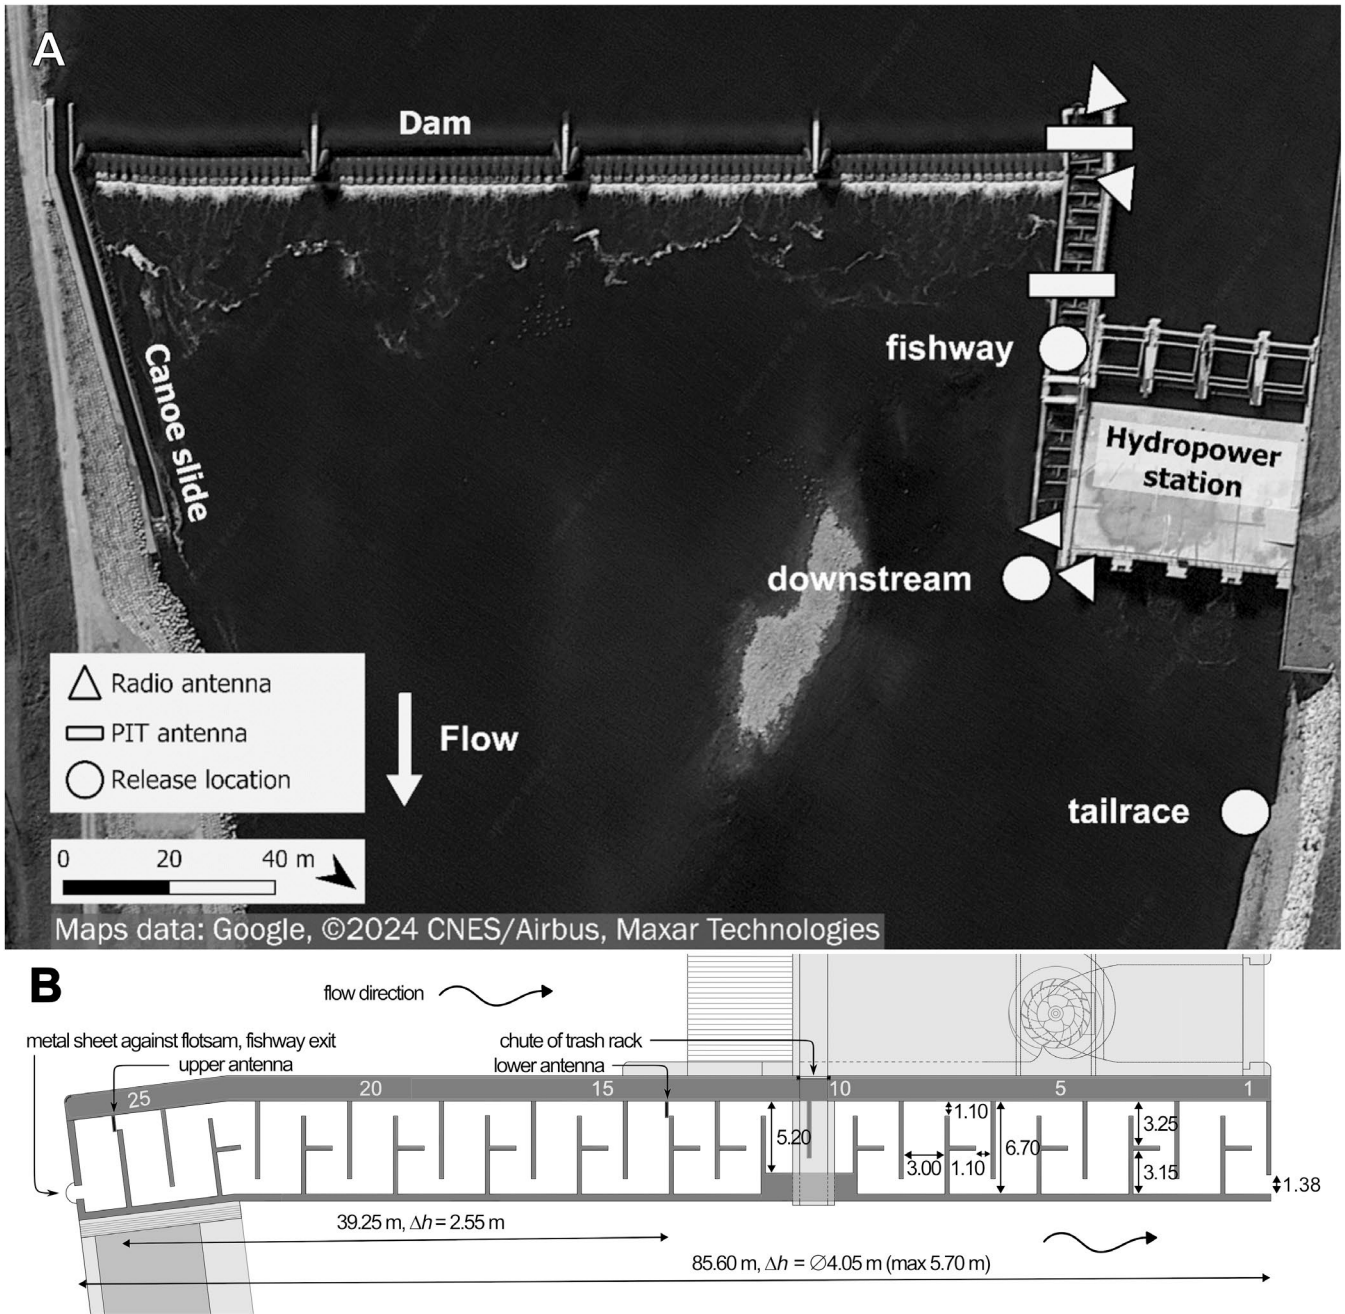 A
Dam
fishway
Canoe slide
Hydropower
station
downstream
Radio antenna
PIT antenna
Release location
Flow
tailrace
0 20 40 m
Maps data: Google, ©2024 CNES/Airbus, Maxar Technologies
B
flow direction
metal sheet against flotsam, fishway exit
chute of trash rack
upper antenna
lower antenna
25 20 15 10 5 1
1.10
5.20
3.25
6.70
3.00
1.10
3.15
1.38
39.25 m, Δh = 2.55 m
85.60 m, Δh = ∅4.05 m (max 5.70 m)